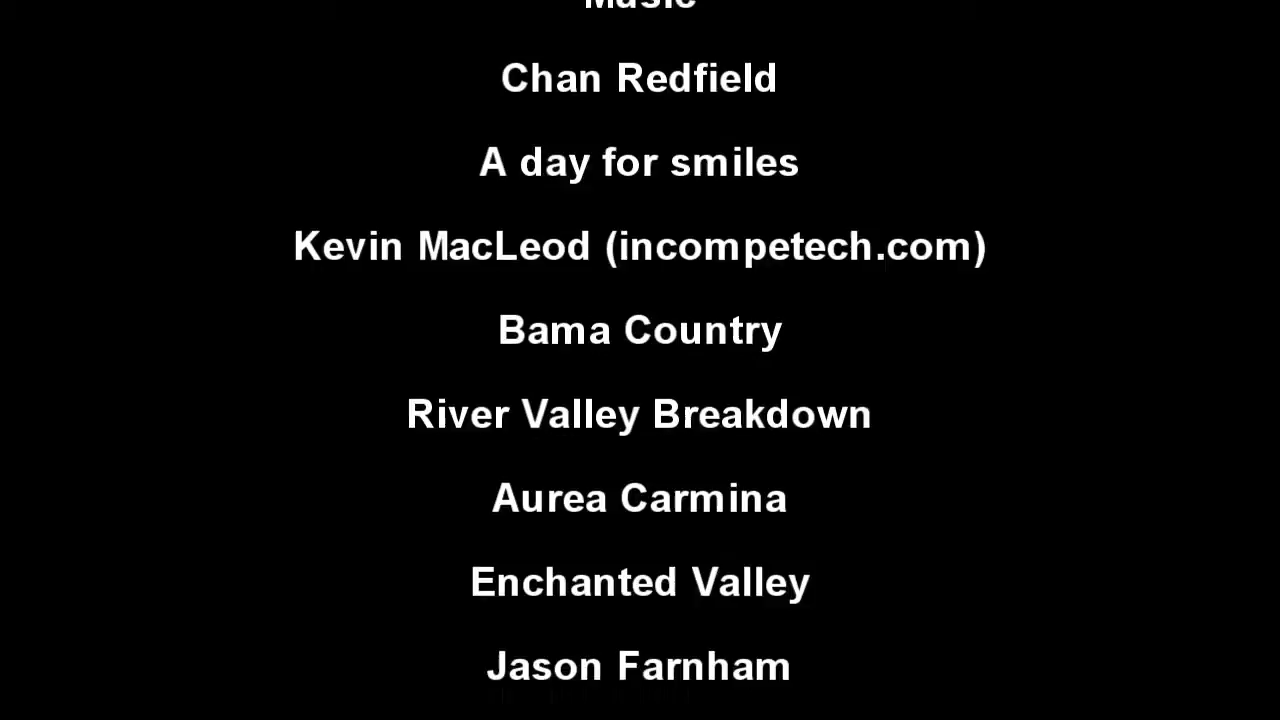 Music
Chan Redfield
A day for smiles
Kevin MacLeod (incompetech.com)
Bama Country
River Valley Breakdown
Aurea Carmina
Enchanted Valley
Jason Farnham